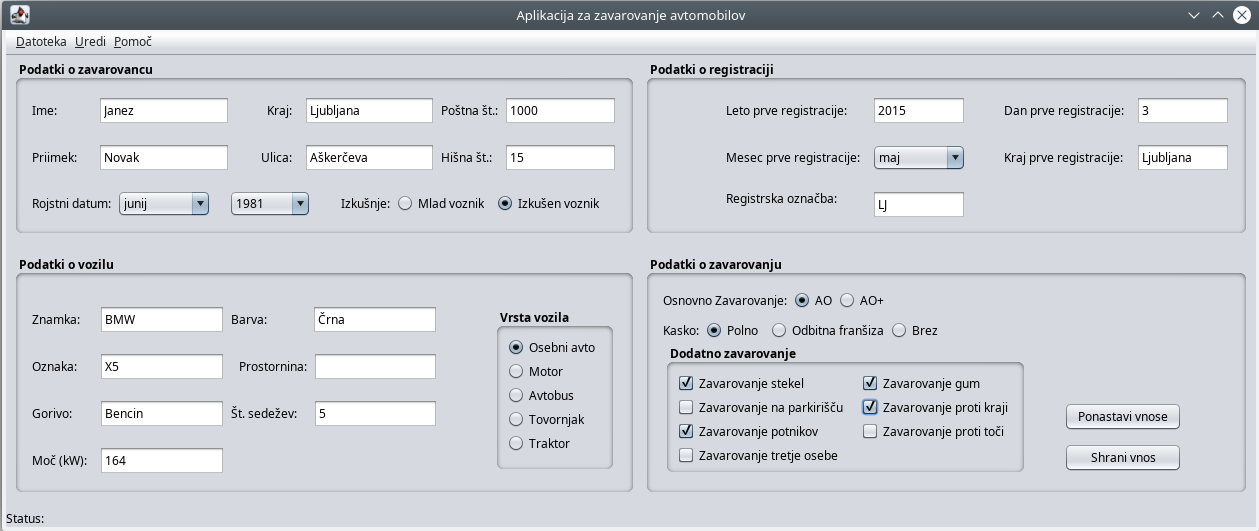 Aplikacija za zavarovanje avtomobilov
Datoteka Uredi Pomoč
Podatki o zavarovancu
Ime: Janez Kraj: Ljubljana Poštna št.: 1000
Priimek: Novak Ulica: Aškerčeva Hišna št.: 15
Rojstni datum: junij 1981 Izkušnje: Mlad voznik Izkušen voznik
Podatki o registraciji
Leto prve registracije: 2015 Dan prve registracije: 3
Mesec prve registracije: maj Kraj prve registracije: Ljubljana
Registrska označba: LJ
Podatki o vozilu
Znamka: BMW Barva: Črna
Oznaka: X5 Prostornina:
Gorivo: Bencin Št. sedežev: 5
Moč (kW): 164
Vrsta vozila
Osebni avto
Motor
Avtobus
Tovornjak
Traktor
Podatki o zavarovanju
Osnovno Zavarovanje: AO AO+
Kasko: Polno Odbitna franšiza Brez
Dodatno zavarovanje
Zavarovanje stekel Zavarovanje gum
Zavarovanje na parkirišču Zavarovanje proti kraji
Zavarovanje potnikov Zavarovanje proti toči
Zavarovanje tretje osebe
Ponastavi vnose
Shrani vnos
Status: